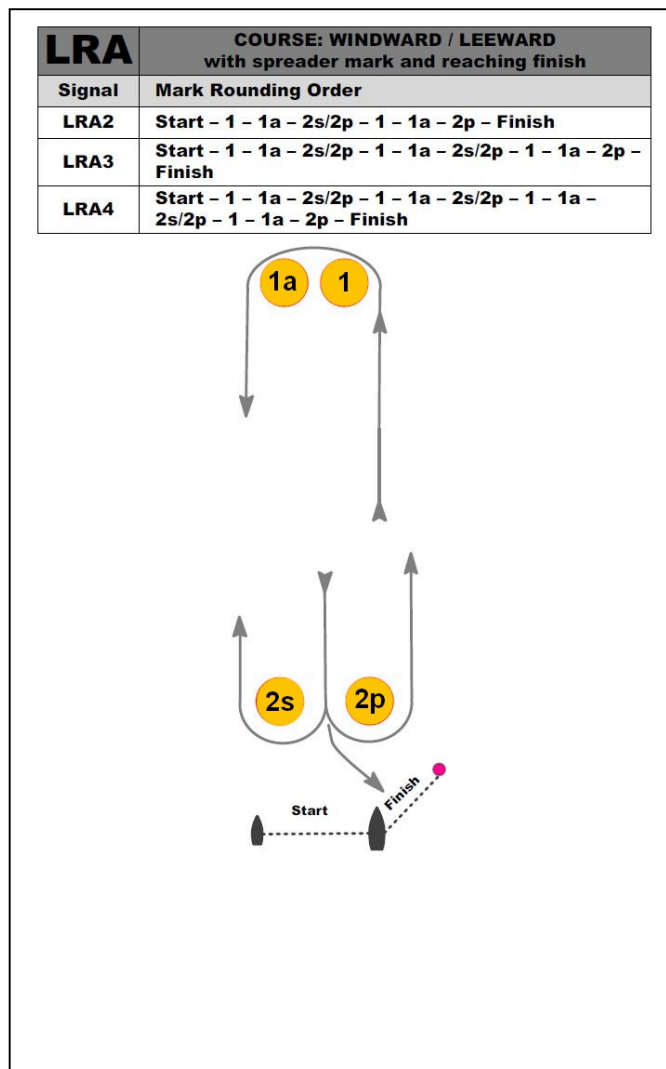 LRA
COURSE: WINDWARD / LEEWARD
with spreader mark and reaching finish
Signal Mark Rounding Order
LRA2 Start – 1 – 1a – 2s/2p – 1 – 1a – 2p – Finish
LRA3 Start – 1 – 1a – 2s/2p – 1 – 1a – 2s/2p – 1 – 1a – 2p –
Finish
LRA4 Start – 1 – 1a – 2s/2p – 1 – 1a – 2s/2p – 1 – 1a –
2s/2p – 1 – 1a – 2p – Finish
1a 1
2s 2p
Start
Finish